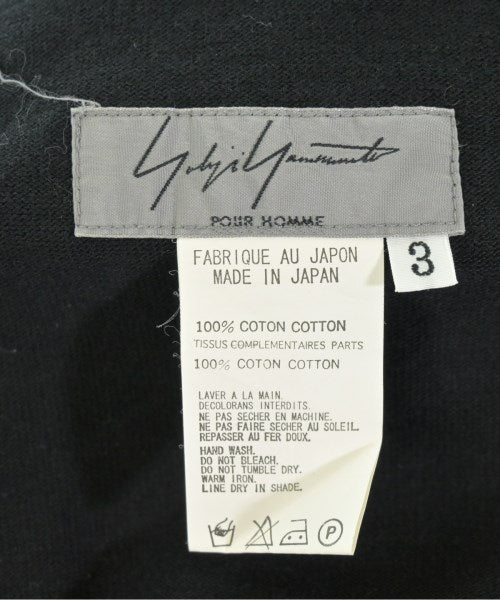 Yohji Yamamoto
POUR HOMME
3
FABRIQUE AU JAPON
MADE IN JAPAN
100% COTON COTTON
TISSUS COMPLEMENTAIRES PARTS
100% COTON COTTON
LAVER A LA MAIN.
DECOLORANS INTERDITS.
NE PAS SECHER EN MACHINE.
NE PAS FAIRE SECHER AU SOLEIL.
REPASSER AU FER DOUX.
HAND WASH.
DO NOT BLEACH.
DO NOT TUMBLE DRY.
WARM IRON.
LINE DRY IN SHADE.
P